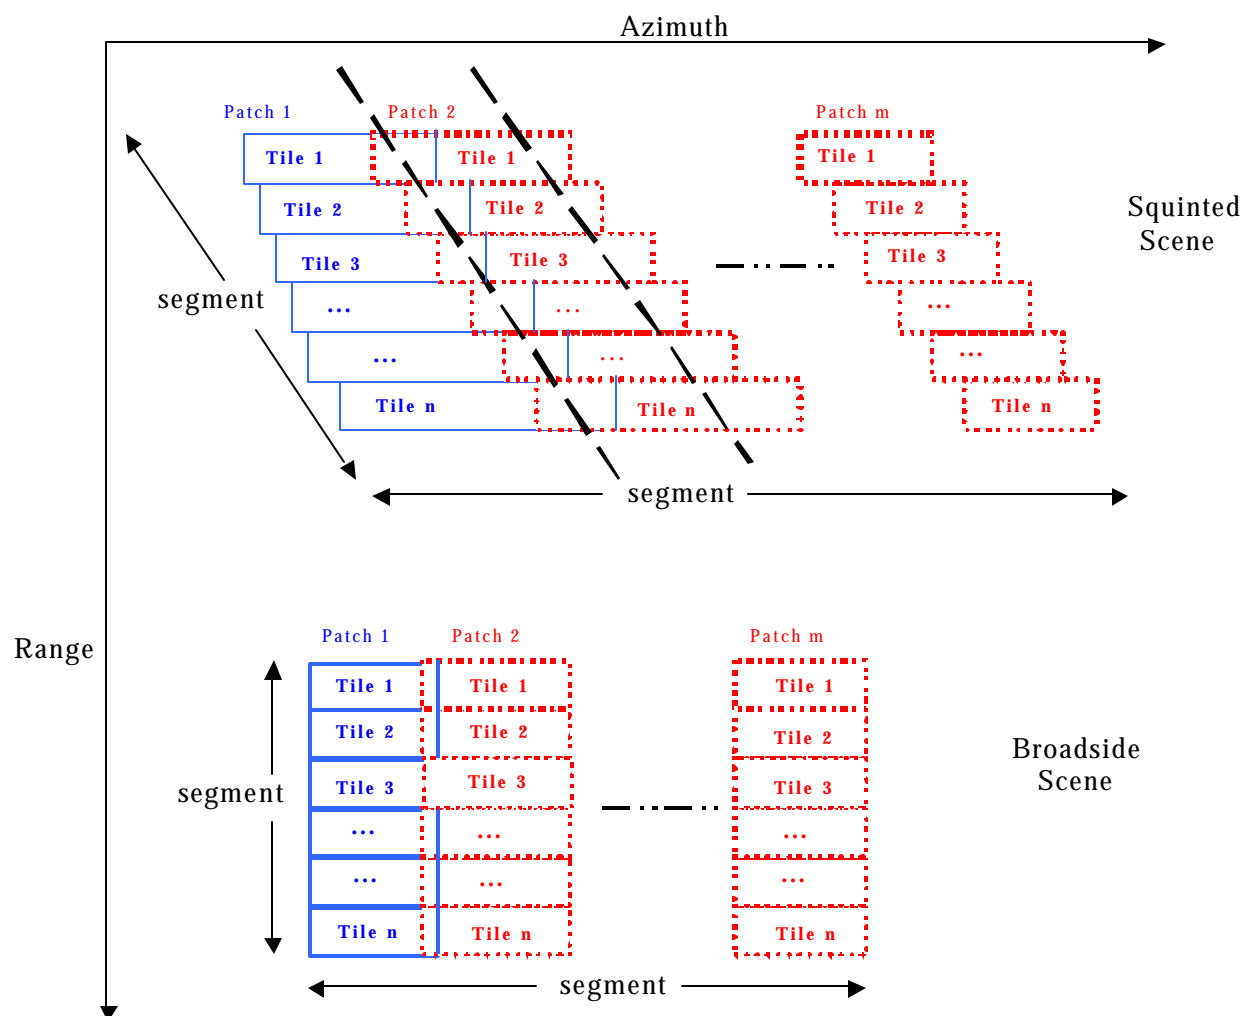 Azimuth
Patch 1 Patch 2 Patch m
Tile 1 Tile 1 Tile 1
Tile 2 Tile 2 Tile 2
Squinted
Scene
Tile 3 Tile 3 Tile 3
segment
... ... ...
... ... ...
Tile n Tile n Tile n
segment
Range
Patch 1 Patch 2 Patch m
Tile 1 Tile 1 Tile 1
Tile 2 Tile 2 Tile 2
Broadside
Scene
Tile 3 Tile 3 Tile 3
segment
... ... ...
... ... ...
Tile n Tile n Tile n
segment